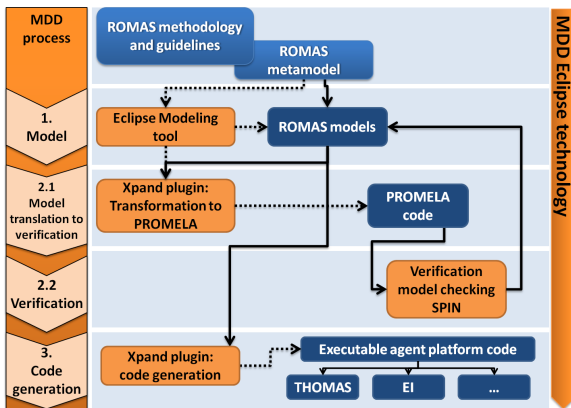 MDD
process
ROMAS methodology
and guidelines
ROMAS
metamodel
1.
Model
Eclipse Modeling
tool
ROMAS models
2.1
Model
translation to
verification
Xpand plugin:
Transformation to
PROMELA
PROMELA
code
2.2
Verification
Verification
model checking
SPIN
3.
Code
generation
Xpand plugin:
code generation
Executable agent platform code
THOMAS
EI
...
MDD Eclipse technology